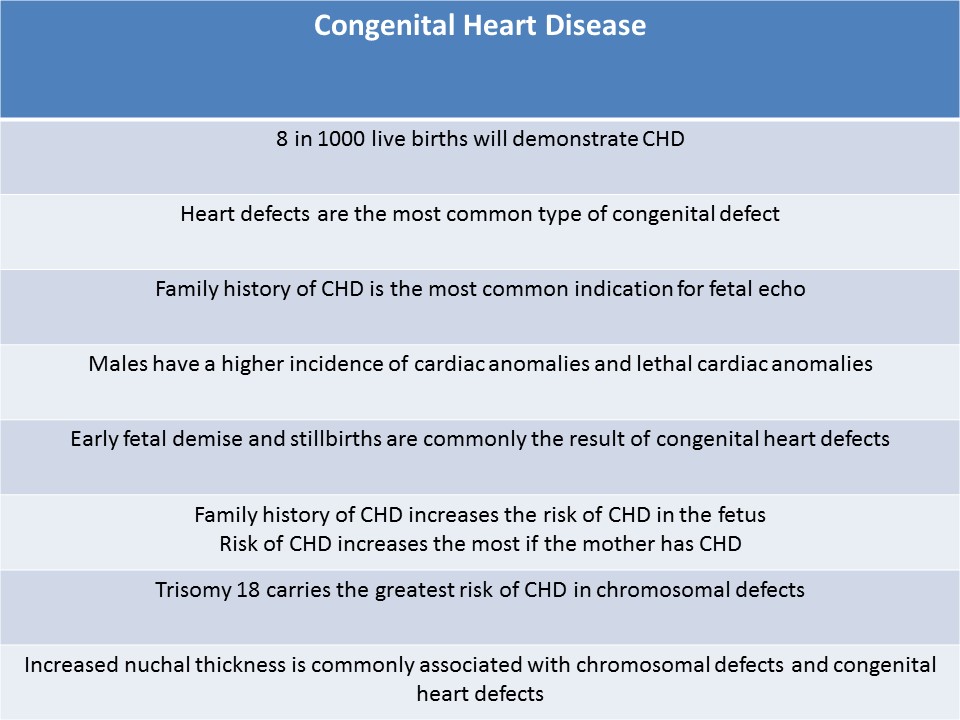 Congenital Heart Disease
8 in 1000 live births will demonstrate CHD
Heart defects are the most common type of congenital defect
Family history of CHD is the most common indication for fetal echo
Males have a higher incidence of cardiac anomalies and lethal cardiac anomalies
Early fetal demise and stillbirths are commonly the result of congenital heart defects
Family history of CHD increases the risk of CHD in the fetus
Risk of CHD increases the most if the mother has CHD
Trisomy 18 carries the greatest risk of CHD in chromosomal defects
Increased nuchal thickness is commonly associated with chromosomal defects and congenital
heart defects